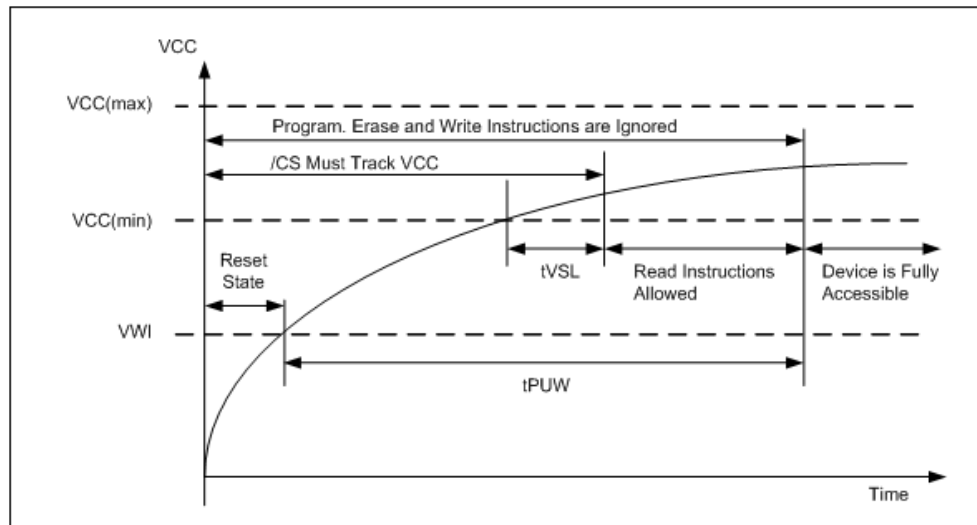 VCC
VCC(max)
Program. Erase and Write Instructions are Ignored
/CS Must Track VCC
VCC(min)
Reset
State
tVSL
Read Instructions
Allowed
Device is Fully
Accessible
VWI
tPUW
Time